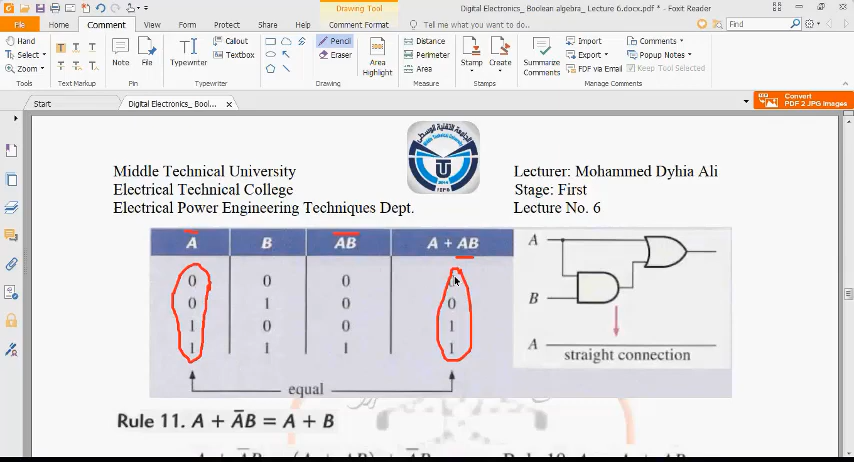 Drawing Tool
Digital Electronics_ Boolean algebra_ Lecture 6.docx.pdf * - Foxit Reader
File Home Comment View Form Protect Share Help Comment Format Tell me what you want to do... Find
Hand
Select
Zoom
Tools
Text Markup
Note
File
Pin & Notes
Typewriter
Callout
Textbox
Typewriter
Pencil
Eraser
Drawing
Area Highlight
Distance
Perimeter
Area
Measure
Stamp
Create
Stamps
Summarize Comments
Import
Export
FDF via Email
Comments
Popup Notes
Keep Tool Selected
Manage Comments
Start
Digital Electronics_ Bool...
Convert
PDF 2 JPG Images
Middle Technical University
Electrical Technical College
Electrical Power Engineering Techniques Dept.
Lecturer: Mohammed Dyhia Ali
Stage: First
Lecture No. 6
A B AB A + AB
0 0 0 0
0 1 0 0
1 0 0 1
1 1 1 1
equal
A
B
A
straight connection
Rule 11. A + A̅B = A + B